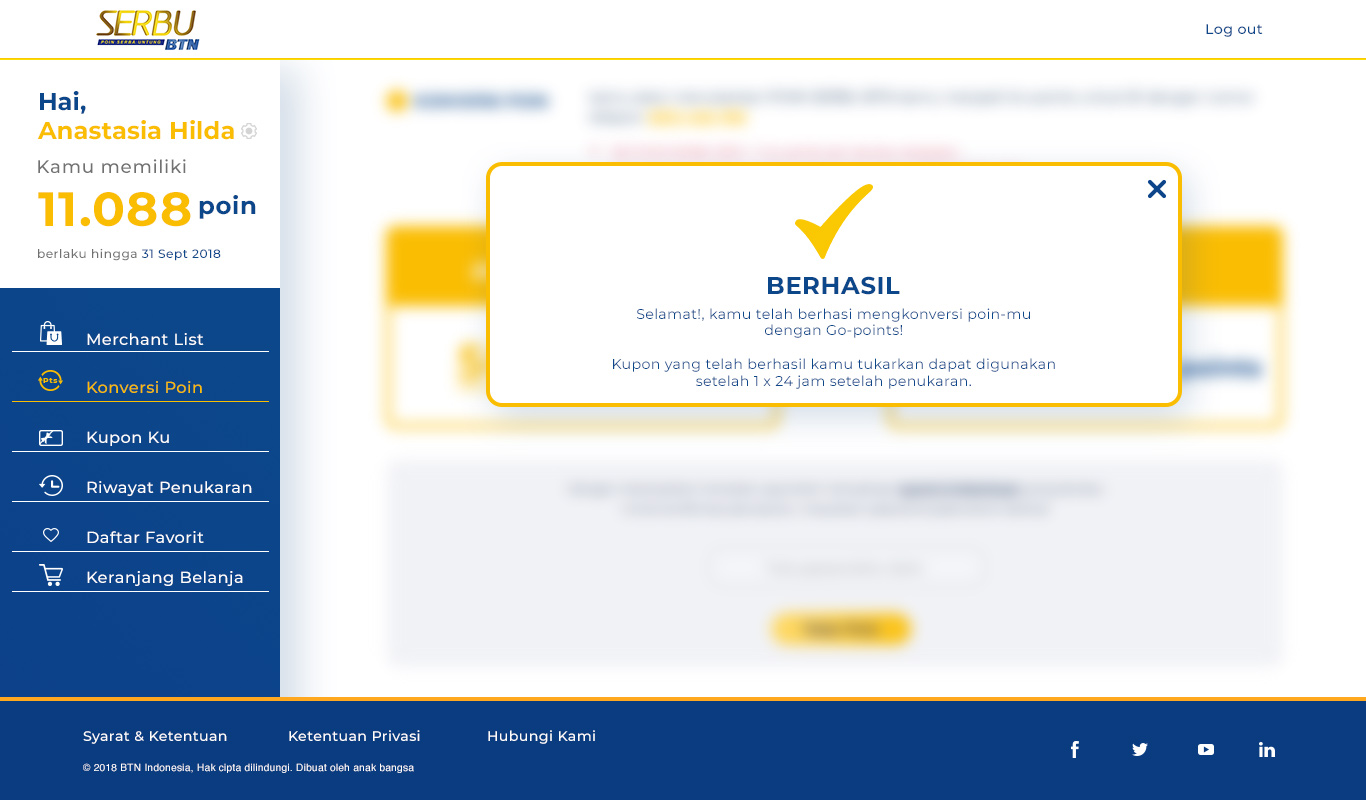 SERBU
POIN SERBA UNTUNG
BTN
Log out
Hai,
Anastasia Hilda
Kamu memiliki
11.088 poin
berlaku hingga 31 Sept 2018
Merchant List
Pts
Konversi Poin
Kupon Ku
Riwayat Penukaran
Daftar Favorit
Keranjang Belanja
BERHASIL
Selamat!, kamu telah berhasi mengkonversi poin-mu
dengan Go-points!
Kupon yang telah berhasil kamu tukarkan dapat digunakan
setelah 1 x 24 jam setelah penukaran.
Syarat & Ketentuan
Ketentuan Privasi
Hubungi Kami
© 2018 BTN Indonesia, Hak cipta dilindungi. Dibuat oleh anak bangsa